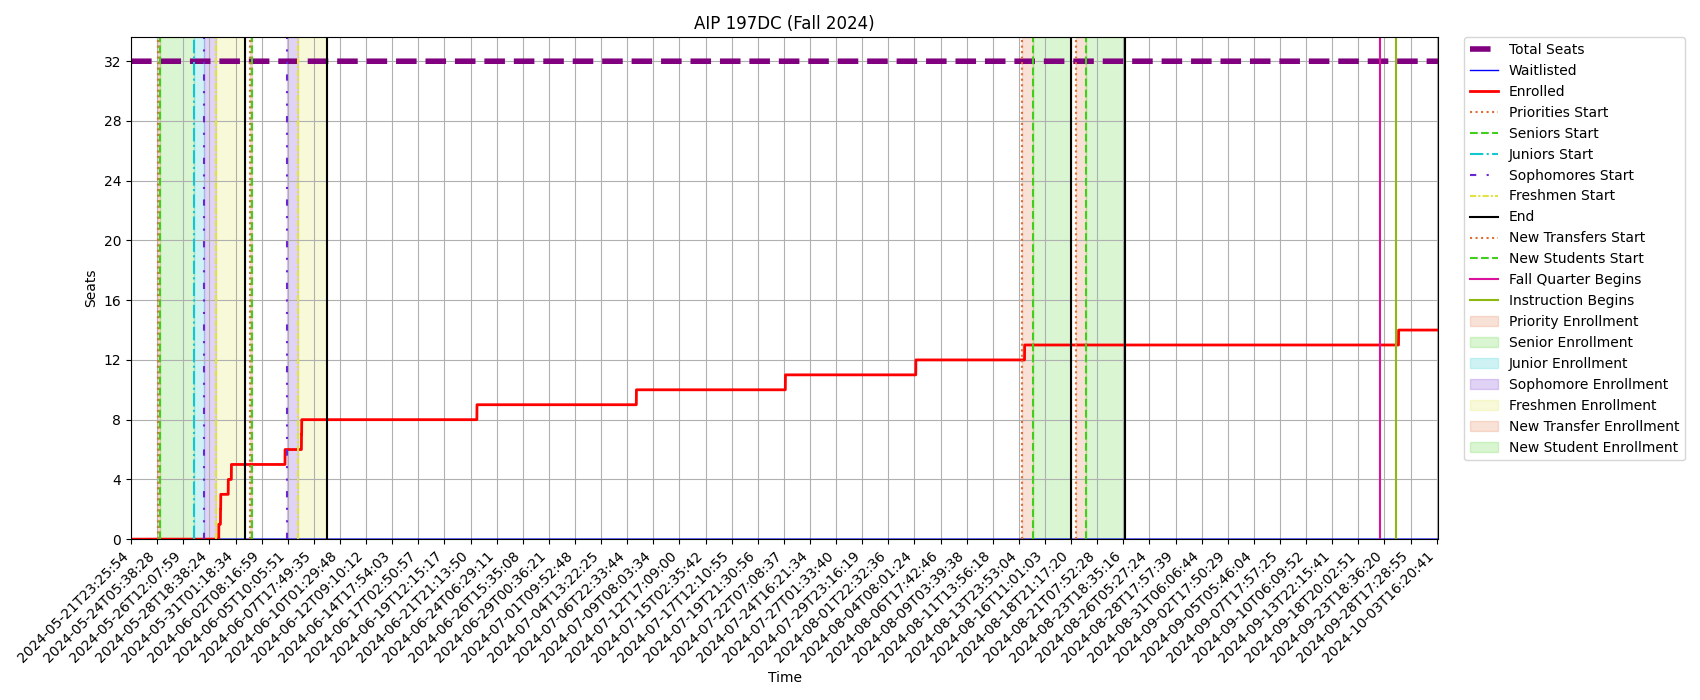 AIP 197DC (Fall 2024)
Seats
32
28
24
20
16
12
8
4
0
2024-05-21T23:25:54
2024-05-24T05:38:28
2024-05-26T12:07:59
2024-05-28T18:38:24
2024-05-31T01:18:34
2024-06-02T08:16:59
2024-06-05T10:05:51
2024-06-07T17:49:35
2024-06-10T01:29:48
2024-06-12T09:10:12
2024-06-14T17:54:03
2024-06-17T02:50:57
2024-06-19T12:15:17
2024-06-21T21:13:50
2024-06-24T06:29:11
2024-06-26T15:35:08
2024-06-29T00:36:21
2024-07-01T09:52:48
2024-07-04T13:22:25
2024-07-06T22:33:44
2024-07-09T08:03:34
2024-07-12T17:09:00
2024-07-15T02:35:42
2024-07-17T12:10:55
2024-07-19T21:30:56
2024-07-22T07:08:37
2024-07-24T16:21:34
2024-07-27T01:33:40
2024-07-29T23:16:19
2024-08-01T22:32:36
2024-08-04T08:01:24
2024-08-06T17:42:46
2024-08-09T03:39:38
2024-08-11T13:56:18
2024-08-13T23:53:04
2024-08-16T11:01:03
2024-08-18T21:17:20
2024-08-21T07:52:28
2024-08-23T18:35:16
2024-08-26T05:27:24
2024-08-28T17:57:39
2024-08-31T06:06:44
2024-09-02T17:50:29
2024-09-05T05:46:04
2024-09-07T17:57:25
2024-09-10T06:09:52
2024-09-13T22:15:41
2024-09-18T20:02:51
2024-09-23T18:36:20
2024-09-28T17:28:55
2024-10-03T16:20:41
Time
Total Seats
Waitlisted
Enrolled
Priorities Start
Seniors Start
Juniors Start
Sophomores Start
Freshmen Start
End
New Transfers Start
New Students Start
Fall Quarter Begins
Instruction Begins
Priority Enrollment
Senior Enrollment
Junior Enrollment
Sophomore Enrollment
Freshmen Enrollment
New Transfer Enrollment
New Student Enrollment